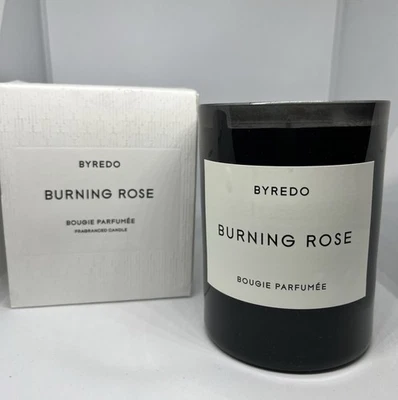 BYREDO
BURNING ROSE
BOUGIE PARFUMÉE
FRAGRANCED CANDLE
BYREDO
BURNING ROSE
BOUGIE PARFUMÉE